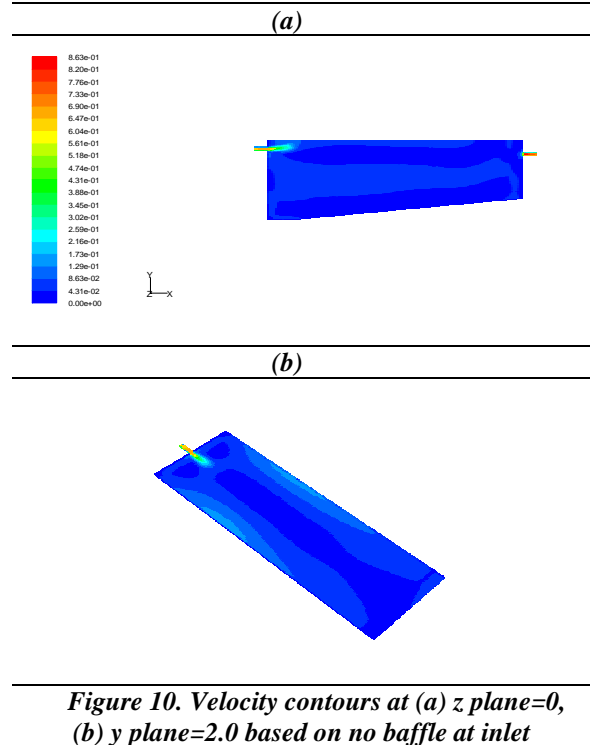 (a)
8.63e-01
8.20e-01
7.76e-01
7.33e-01
6.90e-01
6.47e-01
6.04e-01
5.61e-01
5.18e-01
4.74e-01
4.31e-01
3.88e-01
3.45e-01
3.02e-01
2.59e-01
2.16e-01
1.73e-01
1.29e-01
8.63e-02
4.31e-02
0.00e+00
Y
Z X
(b)
Figure 10. Velocity contours at (a) z plane=0,
(b) y plane=2.0 based on no baffle at inlet